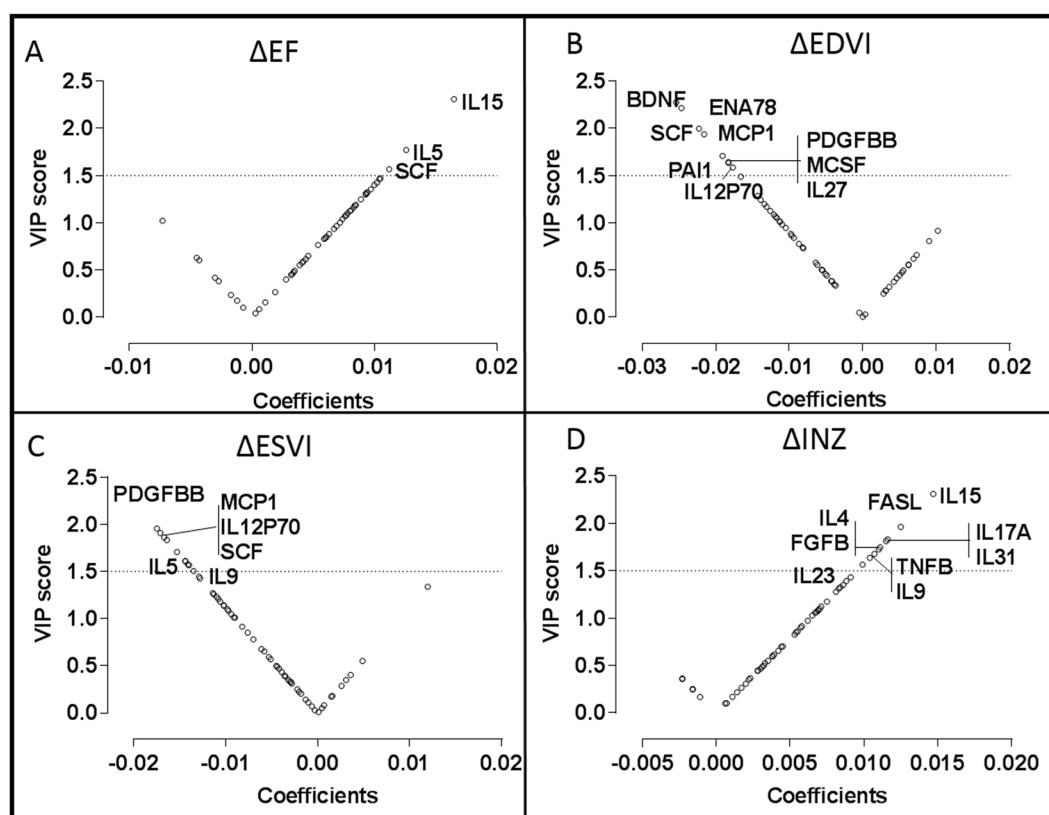 A
ΔEF
2.5
2.0
1.5
1.0
0.5
0.0
VIP score
IL15
IL5
SCF
-0.01
0.00
0.01
0.02
Coefficients
B
ΔEDVI
2.5
2.0
1.5
1.0
0.5
0.0
VIP score
BDNF
ENA78
SCF
MCP1
PDGFBB
PAI1
MCSF
IL12P70
IL27
-0.03
-0.02
-0.01
0.00
0.01
0.02
Coefficients
C
ΔESVI
2.5
2.0
1.5
1.0
0.5
0.0
VIP score
PDGFBB
MCP1
IL12P70
SCF
IL5
IL9
-0.02
-0.01
0.00
0.01
0.02
Coefficients
D
ΔINZ
2.5
2.0
1.5
1.0
0.5
0.0
VIP score
IL15
FASL
IL4
FGFB
IL17A
IL31
IL23
TNFB
IL9
-0.005
0.000
0.005
0.010
0.015
0.020
Coefficients